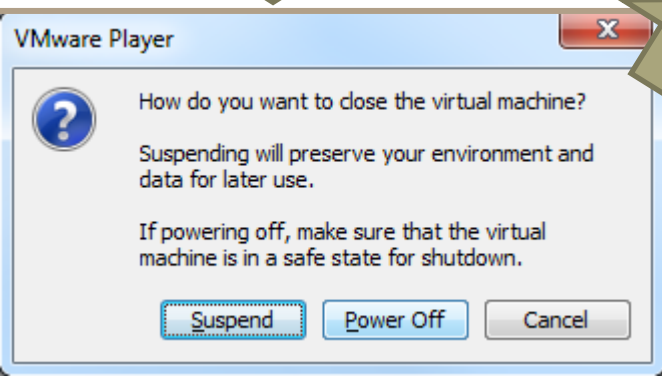 VMware Player
How do you want to close the virtual machine?
Suspending will preserve your environment and
data for later use.
If powering off, make sure that the virtual
machine is in a safe state for shutdown.
Suspend Power Off Cancel